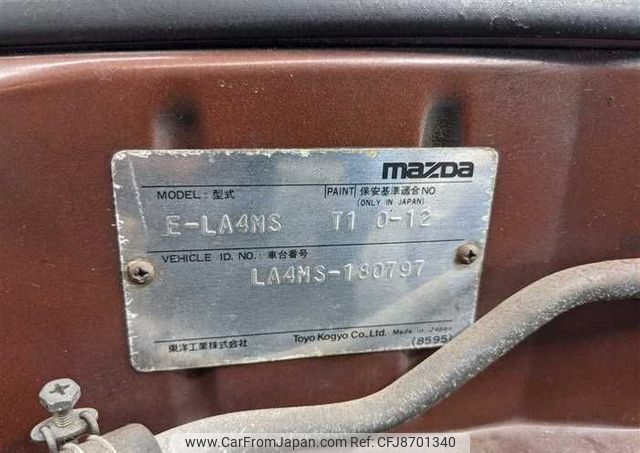 mazda
MODEL: 型式 PAINT 保安基準適合NO
(ONLY IN JAPAN)
E-LA4MS T1 0-12
VEHICLE ID. NO.: 車台番号
LA4MS-180797
東洋工業株式会社 Toyo Kogyo Co., Ltd. Made in Japan
(8595)
www.CarFromJapan.com - Photo ID: CFJ8701340